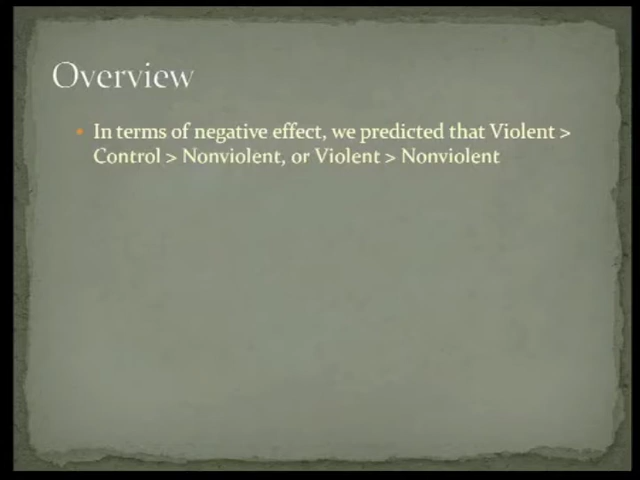 Overview
• In terms of negative effect, we predicted that Violent >
Control > Nonviolent, or Violent > Nonviolent